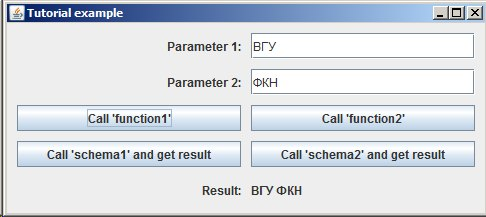 Tutorial example
Parameter 1: ВГУ
Parameter 2: ФКН
Call 'function1' Call 'function2'
Call 'schema1' and get result Call 'schema2' and get result
Result: ВГУ ФКН